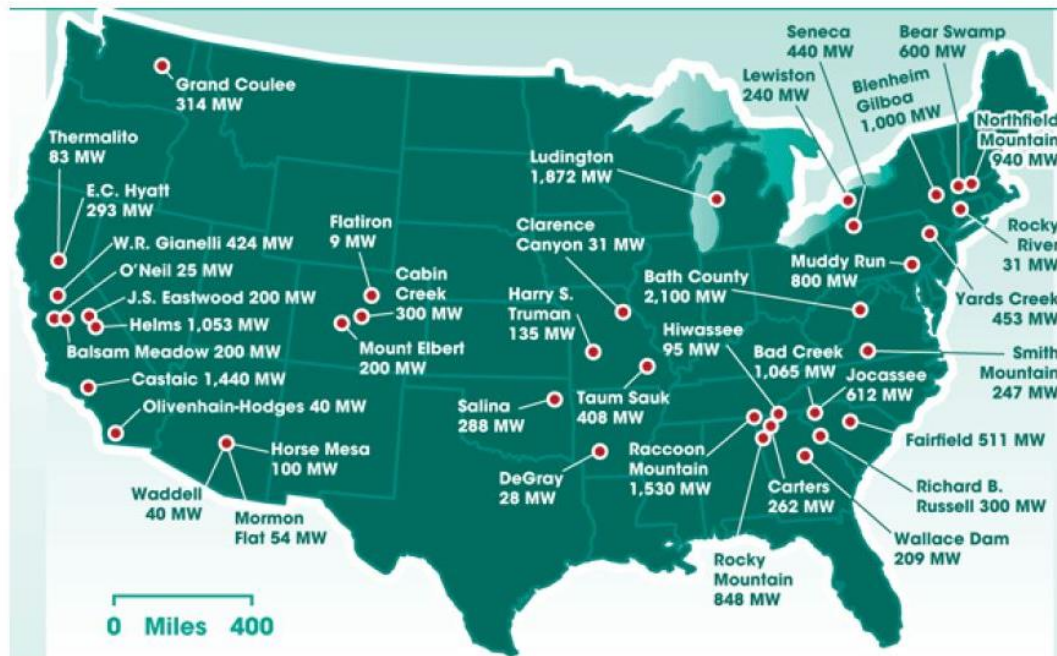 Grand Coulee
314 MW
Thermalito
83 MW
E.C. Hyatt
293 MW
W.R. Gianelli 424 MW
O'Neil 25 MW
J.S. Eastwood 200 MW
Helms 1,053 MW
Balsam Meadow 200 MW
Castaic 1,440 MW
Olivenhain-Hodges 40 MW
Horse Mesa
100 MW
Waddell
40 MW
Mormon
Flat 54 MW
Flatiron
9 MW
Cabin
Creek
300 MW
Mount Elbert
200 MW
Ludington
1,872 MW
Clarence
Canyon 31 MW
Harry S.
Truman
135 MW
Salina
288 MW
Taum Sauk
408 MW
DeGray
28 MW
Seneca
440 MW
Lewiston
240 MW
Bear Swamp
600 MW
Blenheim
Gilboa
1,000 MW
Northfield
Mountain
940 MW
Rocky
River
31 MW
Muddy Run
800 MW
Yards Creek
453 MW
Bath County
2,100 MW
Hiwassee
95 MW
Bad Creek
1,065 MW
Jocassee
612 MW
Smith
Mountain
247 MW
Fairfield 511 MW
Raccoon
Mountain
1,530 MW
Carters
262 MW
Richard B.
Russell 300 MW
Wallace Dam
209 MW
Rocky
Mountain
848 MW
0 Miles 400